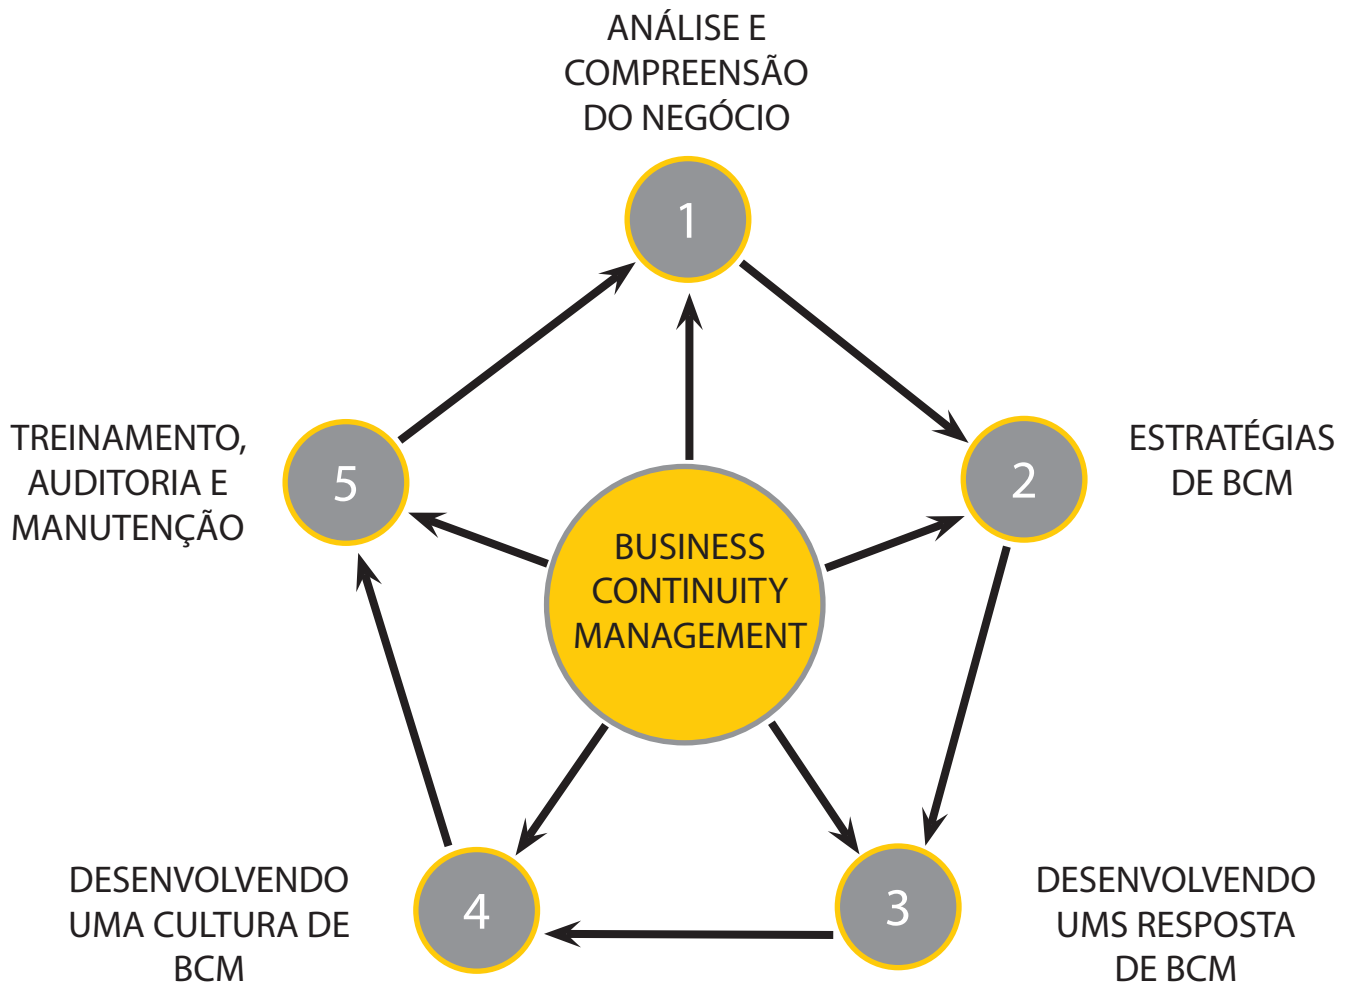 ANÁLISE E
COMPREENSÃO
DO NEGÓCIO
1
2
ESTRATÉGIAS
DE BCM
3
DESENVOLVENDO
UMS RESPOSTA
DE BCM
4
DESENVOLVENDO
UMA CULTURA DE
BCM
5
TREINAMENTO,
AUDITORIA E
MANUTENÇÃO
BUSINESS
CONTINUITY
MANAGEMENT